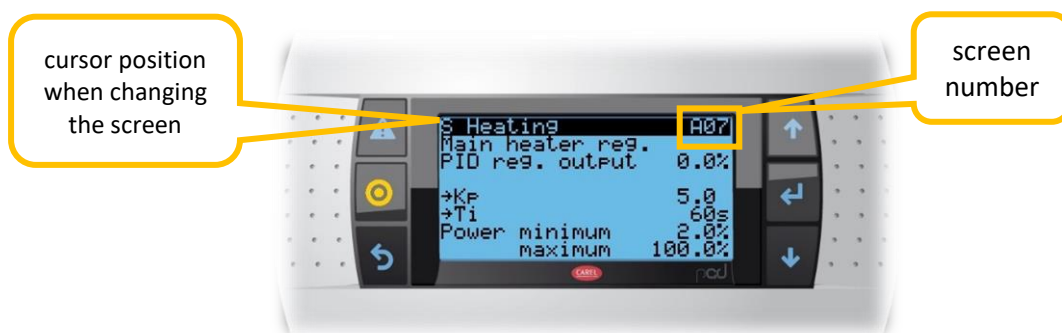 cursor position
when changing
the screen
screen
number
S Heating A07
Main heater reg.
PID reg. output 0.0%
→Kp 5.0
→Ti 60s
Power minimum 2.0%
maximum 100.0%
CAREL
pGD